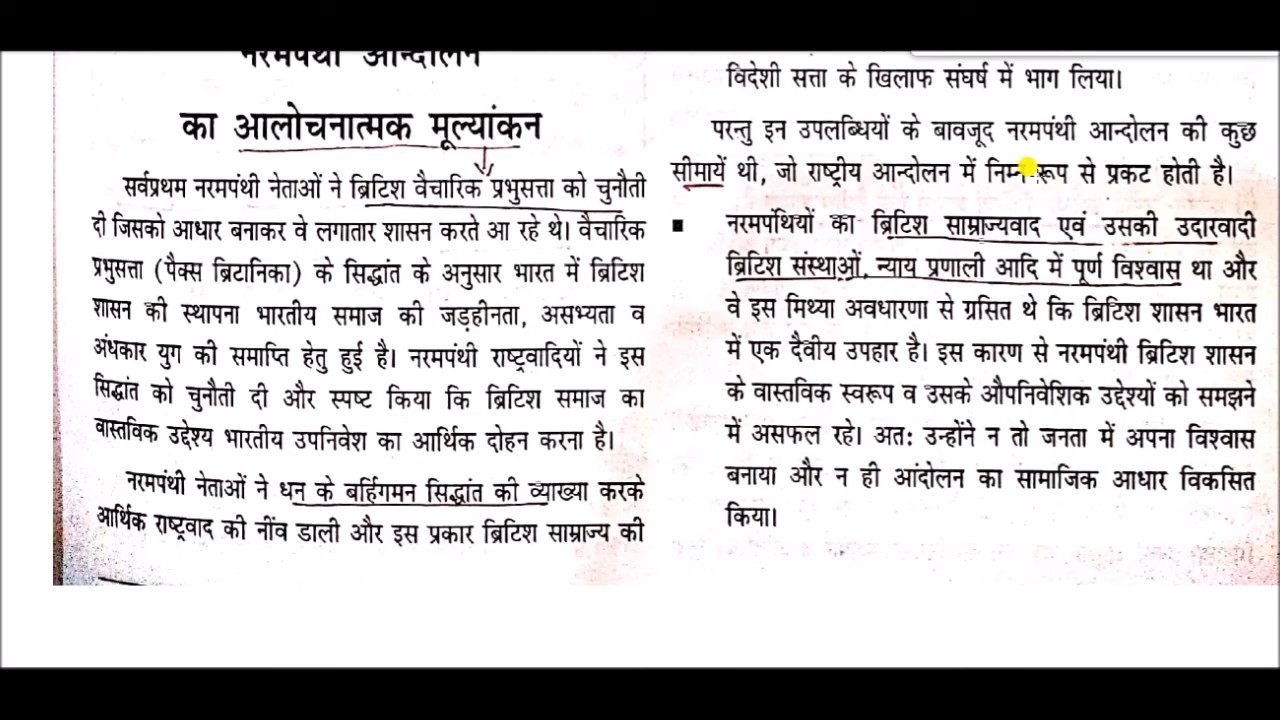 नरमपंथी आन्दोलन
का आलोचनात्मक मूल्यांकन
सर्वप्रथम नरमपंथी नेताओं ने ब्रिटिश वैचारिक प्रभुसत्ता को चुनौती
दी जिसको आधार बनाकर वे लगातार शासन करते आ रहे थे। वैचारिक
प्रभुसत्ता (पैक्स ब्रिटानिका) के सिद्धांत के अनुसार भारत में ब्रिटिश
शासन की स्थापना भारतीय समाज की जड़हीनता, असभ्यता व
अंधकार युग की समाप्ति हेतु हुई है। नरमपंथी राष्ट्रवादियों ने इस
सिद्धांत को चुनौती दी और स्पष्ट किया कि ब्रिटिश समाज का
वास्तविक उद्देश्य भारतीय उपनिवेश का आर्थिक दोहन करना है।
नरमपंथी नेताओं ने धन के बर्हिगमन सिद्धांत की व्याख्या करके
आर्थिक राष्ट्रवाद की नींव डाली और इस प्रकार ब्रिटिश साम्राज्य की
विदेशी सत्ता के खिलाफ संघर्ष में भाग लिया।
परन्तु इन उपलब्धियों के बावजूद नरमपंथी आन्दोलन की कुछ
सीमायें थी, जो राष्ट्रीय आन्दोलन में निम्न रूप से प्रकट होती है।
▪ नरमपंथियों का ब्रिटिश साम्राज्यवाद एवं उसकी उदारवादी
ब्रिटिश संस्थाओं, न्याय प्रणाली आदि में पूर्ण विश्वास था और
वे इस मिथ्या अवधारणा से ग्रसित थे कि ब्रिटिश शासन भारत
में एक दैवीय उपहार है। इस कारण से नरमपंथी ब्रिटिश शासन
के वास्तविक स्वरूप व उसके औपनिवेशिक उद्देश्यों को समझने
में असफल रहे। अत: उन्होंने न तो जनता में अपना विश्वास
बनाया और न ही आंदोलन का सामाजिक आधार विकसित
किया।